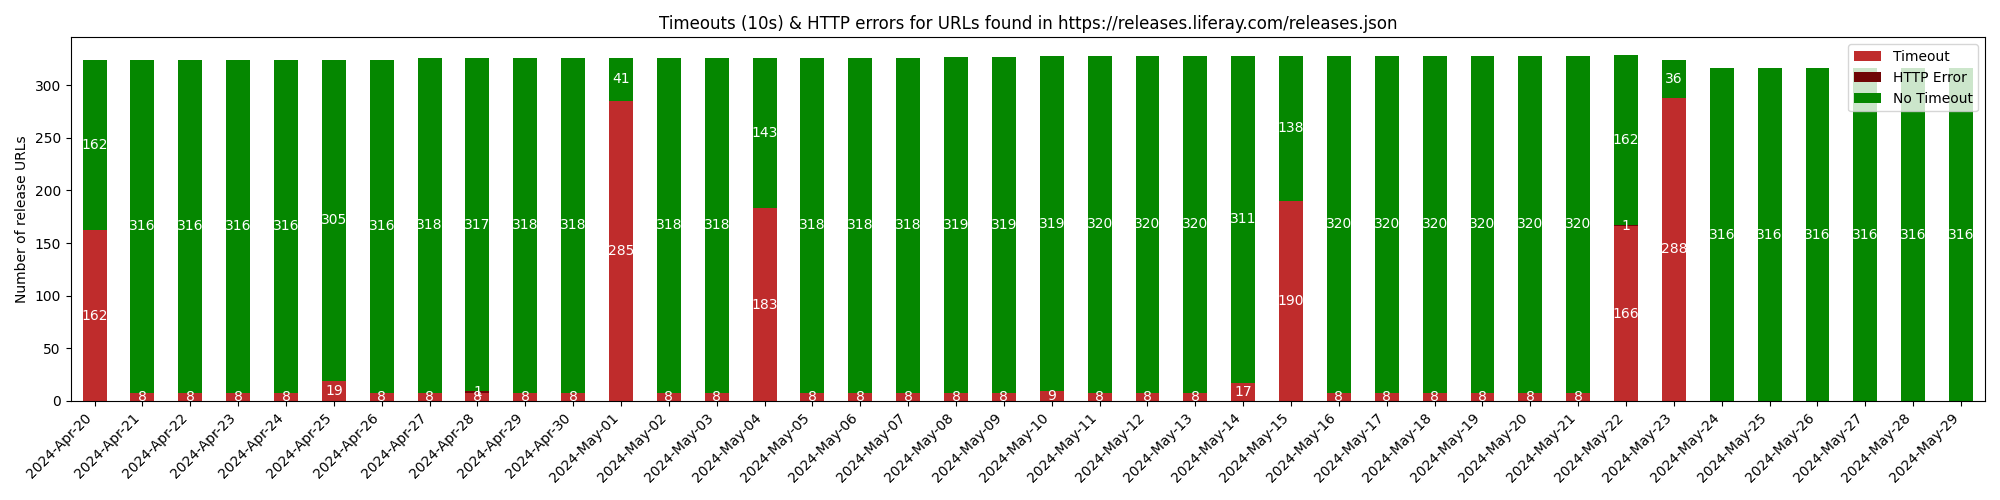 Timeouts (10s) & HTTP errors for URLs found in https://releases.liferay.com/releases.json
Timeout
HTTP Error
No Timeout
Number of release URLs
300
250
200
150
100
50
0
162 316 316 316 316 305 316 318 317 318 318 41 318 318 143 318 318 318 319 319 319 320 320 320 311 138 320 320 320 320 320 320 162 36 316 316 316 316 316 316
1 1
162 8 8 8 8 19 8 8 8 8 8 285 8 8 183 8 8 8 8 8 9 8 8 8 17 190 8 8 8 8 8 8 166 288
2024-Apr-20
2024-Apr-21
2024-Apr-22
2024-Apr-23
2024-Apr-24
2024-Apr-25
2024-Apr-26
2024-Apr-27
2024-Apr-28
2024-Apr-29
2024-Apr-30
2024-May-01
2024-May-02
2024-May-03
2024-May-04
2024-May-05
2024-May-06
2024-May-07
2024-May-08
2024-May-09
2024-May-10
2024-May-11
2024-May-12
2024-May-13
2024-May-14
2024-May-15
2024-May-16
2024-May-17
2024-May-18
2024-May-19
2024-May-20
2024-May-21
2024-May-22
2024-May-23
2024-May-24
2024-May-25
2024-May-26
2024-May-27
2024-May-28
2024-May-29